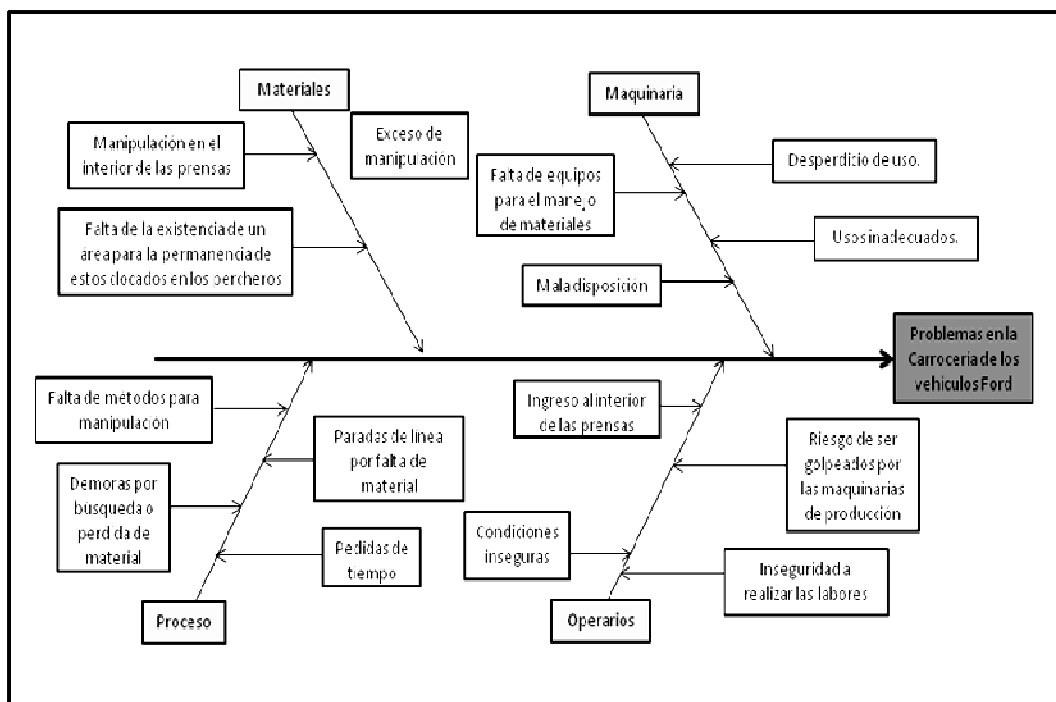 Materiales
Maquinaria
Manipulación en el
interior de las prensas
Exceso de
manipulación
Desperdicio de uso.
Falta de equipos
para el manejo
de materiales
Falta de la existencia de un
área para la permanencia de
estos clocados en los percheros
Usos inadecuados.
Mala disposición
Problemas en la
Carroceria de los
vehiculos Ford
Falta de métodos para
manipulación
Ingreso al interior
de las prensas
Paradas de línea
por falta de
material
Riesgo de ser
golpeados por
las maquinarias
de producción
Demoras por
búsqueda o
perdida de
material
Condiciones
inseguras
Pedidas de
tiempo
Inseguridad a
realizar las labores
Proceso
Operarios